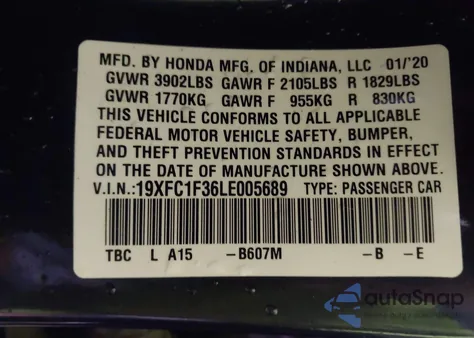 MFD. BY HONDA MFG. OF INDIANA, LLC 01/'20
GVWR 3902LBS GAWR F 2105LBS R 1829LBS
GVWR 1770KG GAWR F 955KG R 830KG
THIS VEHICLE CONFORMS TO ALL APPLICABLE
FEDERAL MOTOR VEHICLE SAFETY, BUMPER,
AND THEFT PREVENTION STANDARDS IN EFFECT
ON THE DATE OF MANUFACTURE SHOWN ABOVE.
V.I.N.:19XFC1F36LE005689 TYPE: PASSENGER CAR
TBC L A15 -B607M -B -E
autoSnap